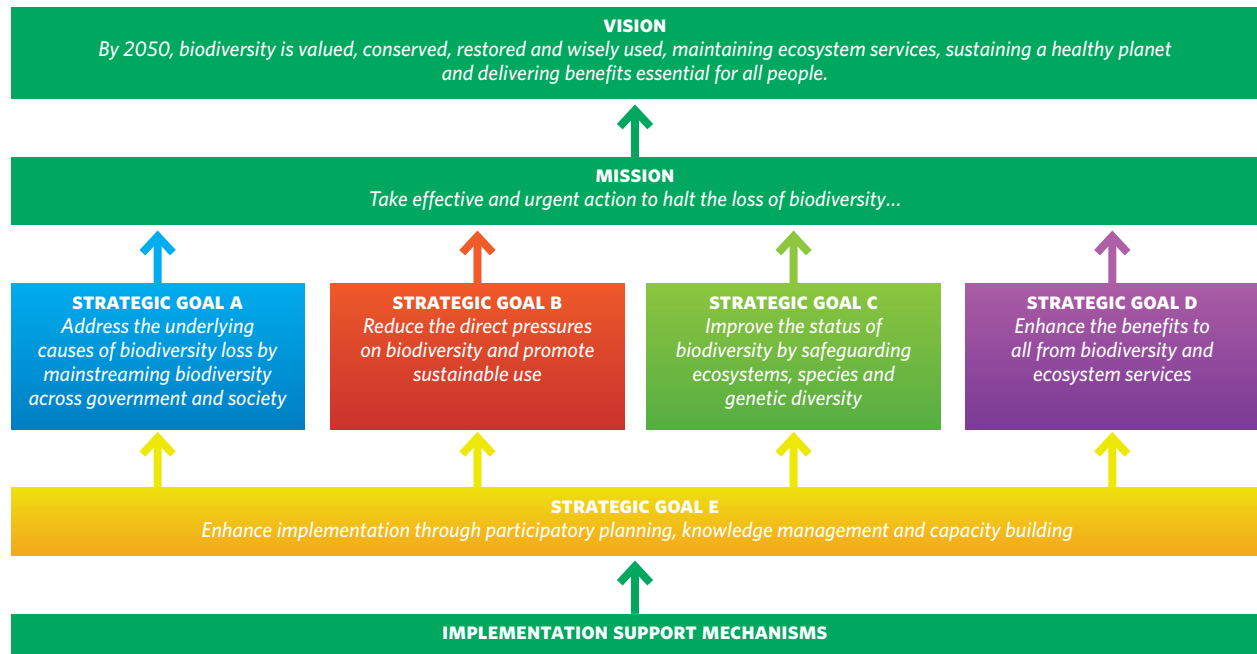 VISION
By 2050, biodiversity is valued, conserved, restored and wisely used, maintaining ecosystem services, sustaining a healthy planet
and delivering benefits essential for all people.
MISSION
Take effective and urgent action to halt the loss of biodiversity...
STRATEGIC GOAL A
Address the underlying
causes of biodiversity loss by
mainstreaming biodiversity
across government and society
STRATEGIC GOAL B
Reduce the direct pressures
on biodiversity and promote
sustainable use
STRATEGIC GOAL C
Improve the status of
biodiversity by safeguarding
ecosystems, species and
genetic diversity
STRATEGIC GOAL D
Enhance the benefits to
all from biodiversity and
ecosystem services
STRATEGIC GOAL E
Enhance implementation through participatory planning, knowledge management and capacity building
IMPLEMENTATION SUPPORT MECHANISMS